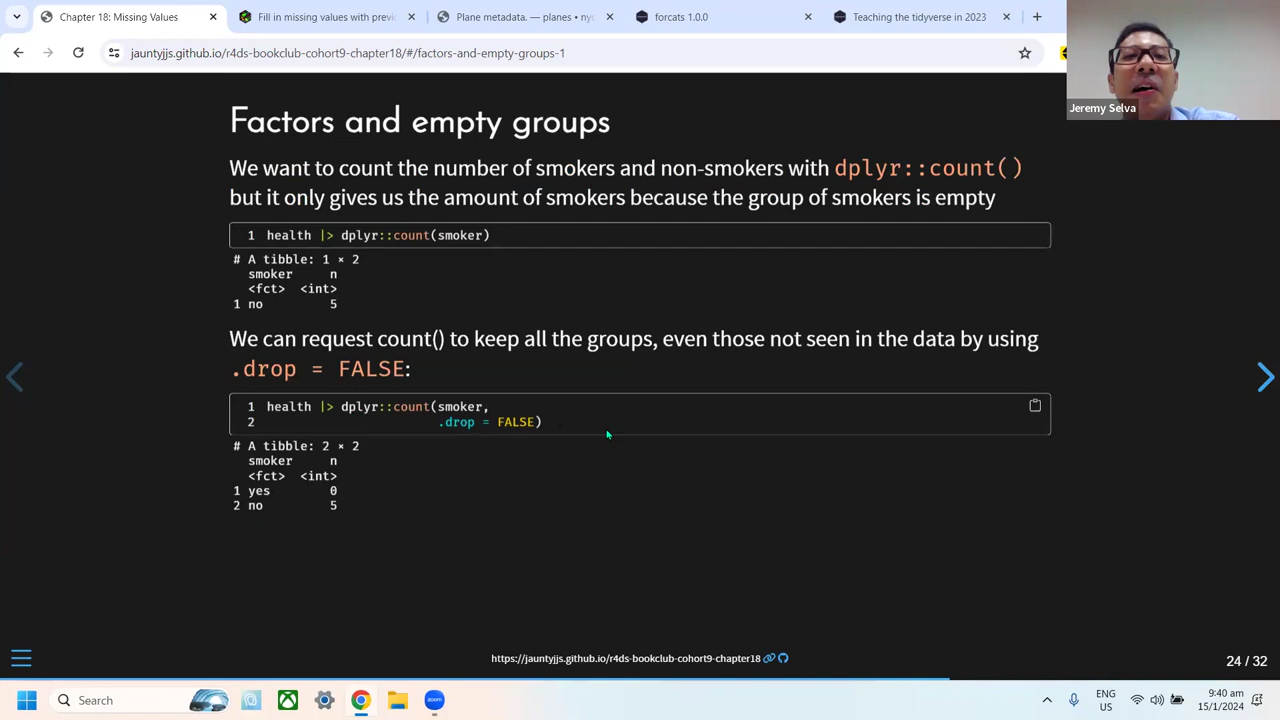 Chapter 18: Missing Values
Fill in missing values with previ
Plane metadata. — planes • nyc
forcats 1.0.0
Teaching the tidyverse in 2023
jauntyjjs.github.io/r4ds-bookclub-cohort9-chapter18/#/factors-and-empty-groups-1
Jeremy Selva
Factors and empty groups
We want to count the number of smokers and non-smokers with dplyr::count()
but it only gives us the amount of smokers because the group of smokers is empty
1 health |> dplyr::count(smoker)
# A tibble: 1 × 2
smoker n
<fct> <int>
1 no 5
We can request count() to keep all the groups, even those not seen in the data by using
.drop = FALSE:
1 health |> dplyr::count(smoker,
2 .drop = FALSE)
# A tibble: 2 × 2
smoker n
<fct> <int>
1 yes 0
2 no 5
https://jauntyjjs.github.io/r4ds-bookclub-cohort9-chapter18
24 / 32
Search
zoom
ENG
US
9:40 am
15/1/2024